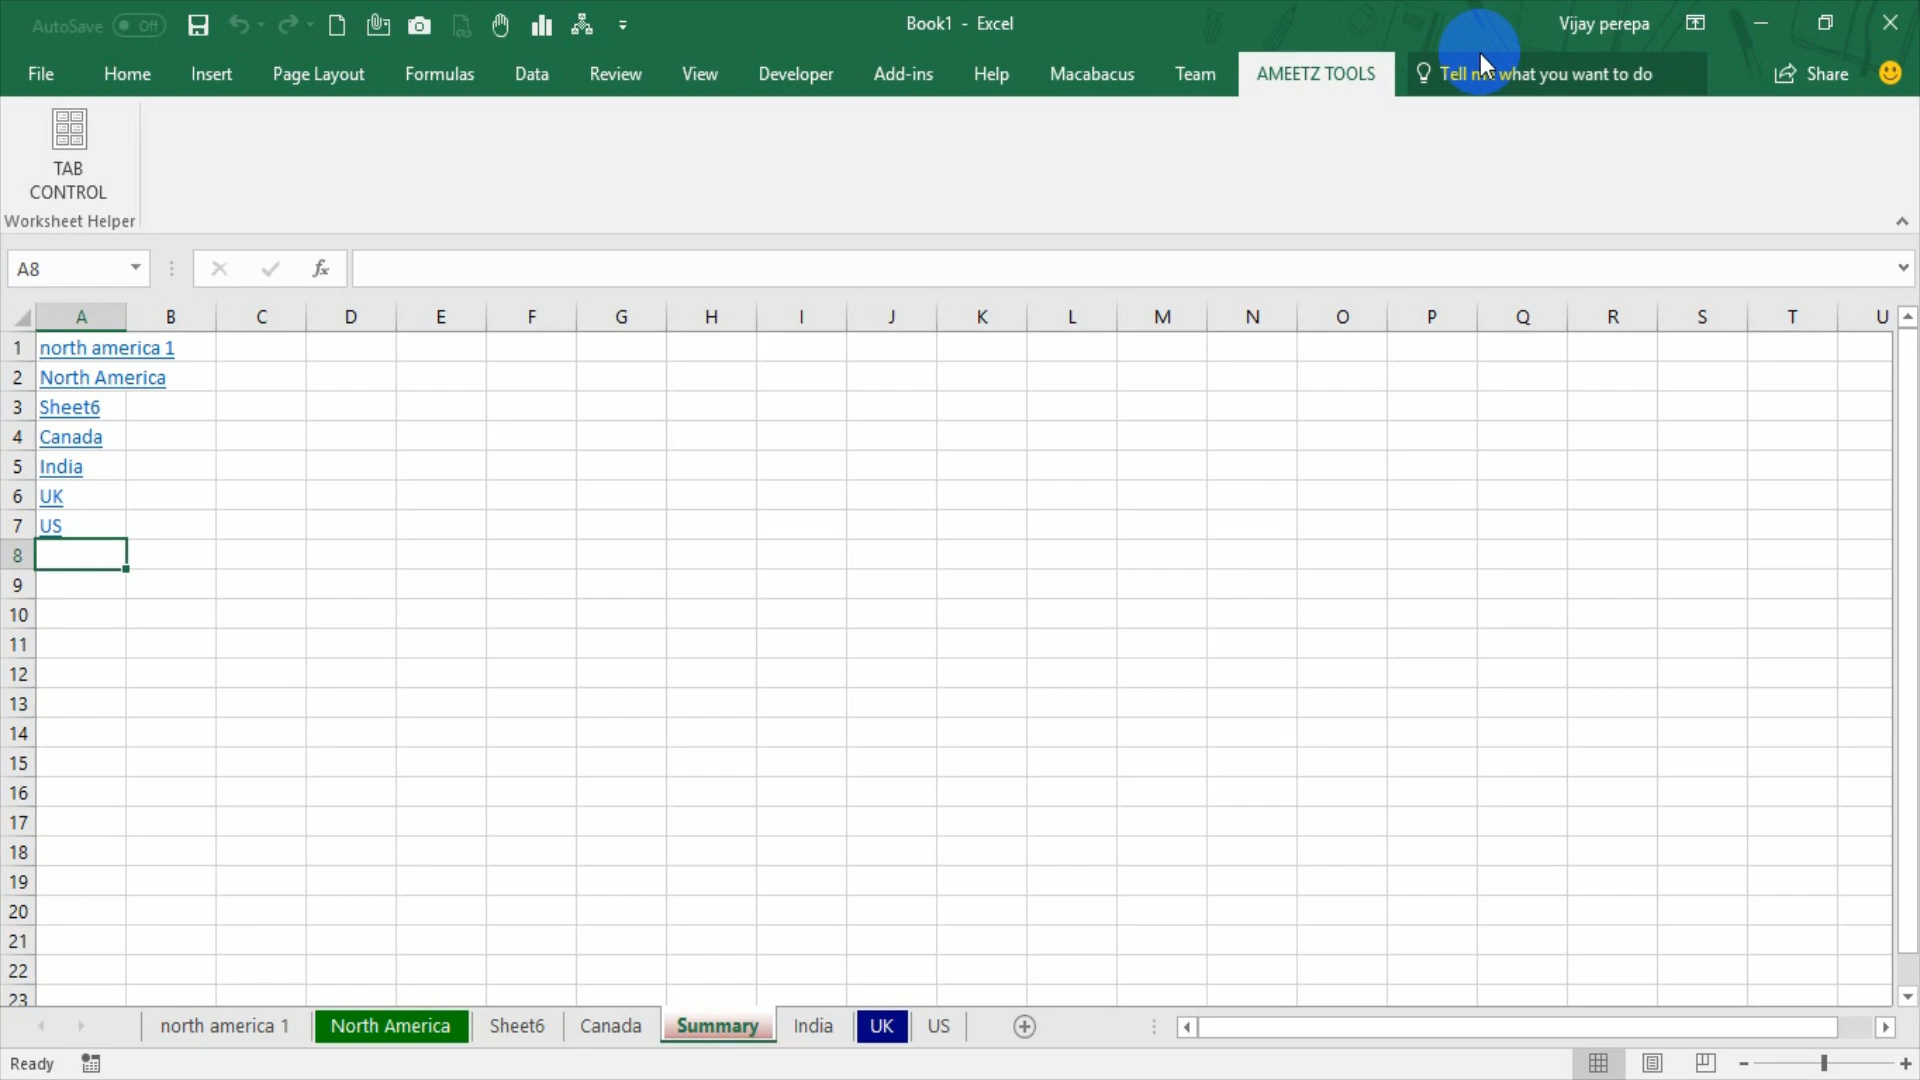 AutoSave Off
Book1 - Excel
Vijay perepa
File Home Insert Page Layout Formulas Data Review View Developer Add-ins Help Macabacus Team AMEETZ TOOLS Tell me what you want to do Share
TAB
CONTROL
Worksheet Helper
A8 fx
A B C D E F G H I J K L M N O P Q R S T U
1 north america 1
2 North America
3 Sheet6
4 Canada
5 India
6 UK
7 US
8
9
10
11
12
13
14
15
16
17
18
19
20
21
22
23
north america 1 North America Sheet6 Canada Summary India UK US
Ready